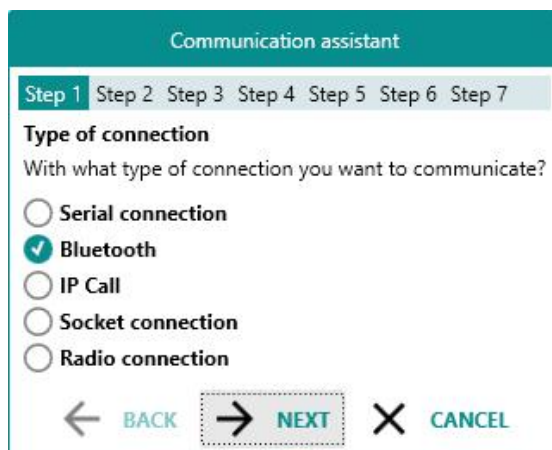 Communication assistant
Step 1 Step 2 Step 3 Step 4 Step 5 Step 6 Step 7
Type of connection
With what type of connection you want to communicate?
Serial connection
Bluetooth
IP Call
Socket connection
Radio connection
BACK NEXT CANCEL